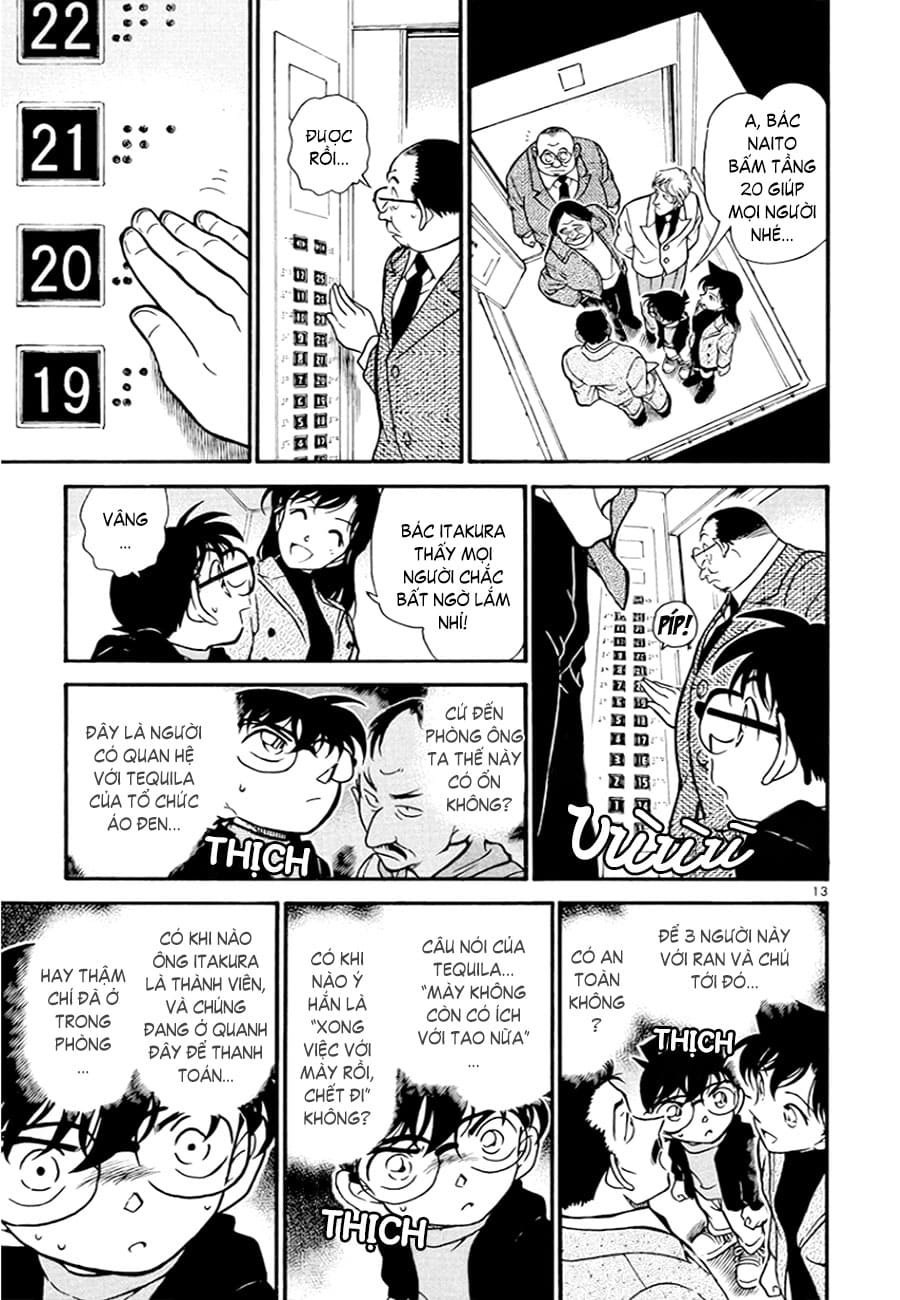 A, BÁC
NAITO
BẤM TẦNG
20 GIÚP
MỌI NGƯỜI
NHÉ...
ĐƯỢC
RỒI...
22
21
20
19
PÍP!
VÙÙÙÙ
BÁC ITAKURA
THẤY MỌI
NGƯỜI CHẮC
BẤT NGỜ LẮM
NHỈ!
VÂNG
...
CỨ ĐẾN
PHÒNG ÔNG
TA THẾ NÀY
CÓ ỔN
KHÔNG?
ĐÂY LÀ NGƯỜI
CÓ QUAN HỆ
VỚI TEQUILA
CỦA TỔ CHỨC
ÁO ĐEN...
THỊCH
13
ĐỂ 3 NGƯỜI NÀY
VỚI RAN VÀ CHÚ
TỚI ĐÓ...
CÓ AN
TOÀN
KHÔNG
?
THỊCH
CÂU NÓI CỦA
TEQUILA...
"MÀY KHÔNG
CÒN CÓ ÍCH
VỚI TAO NỮA"
...
CÓ KHI
NÀO Ý
HẮN LÀ
"XONG
VIỆC VỚI
MÀY RỒI,
CHẾT ĐI"
KHÔNG?
THỊCH
CÓ KHI NÀO
ÔNG ITAKURA
LÀ THÀNH VIÊN,
VÀ CHÚNG
ĐANG Ở QUANH
ĐÂY ĐỂ THANH
TOÁN...
HAY THẬM
CHÍ ĐÀ Ở
TRONG
PHÒNG
...